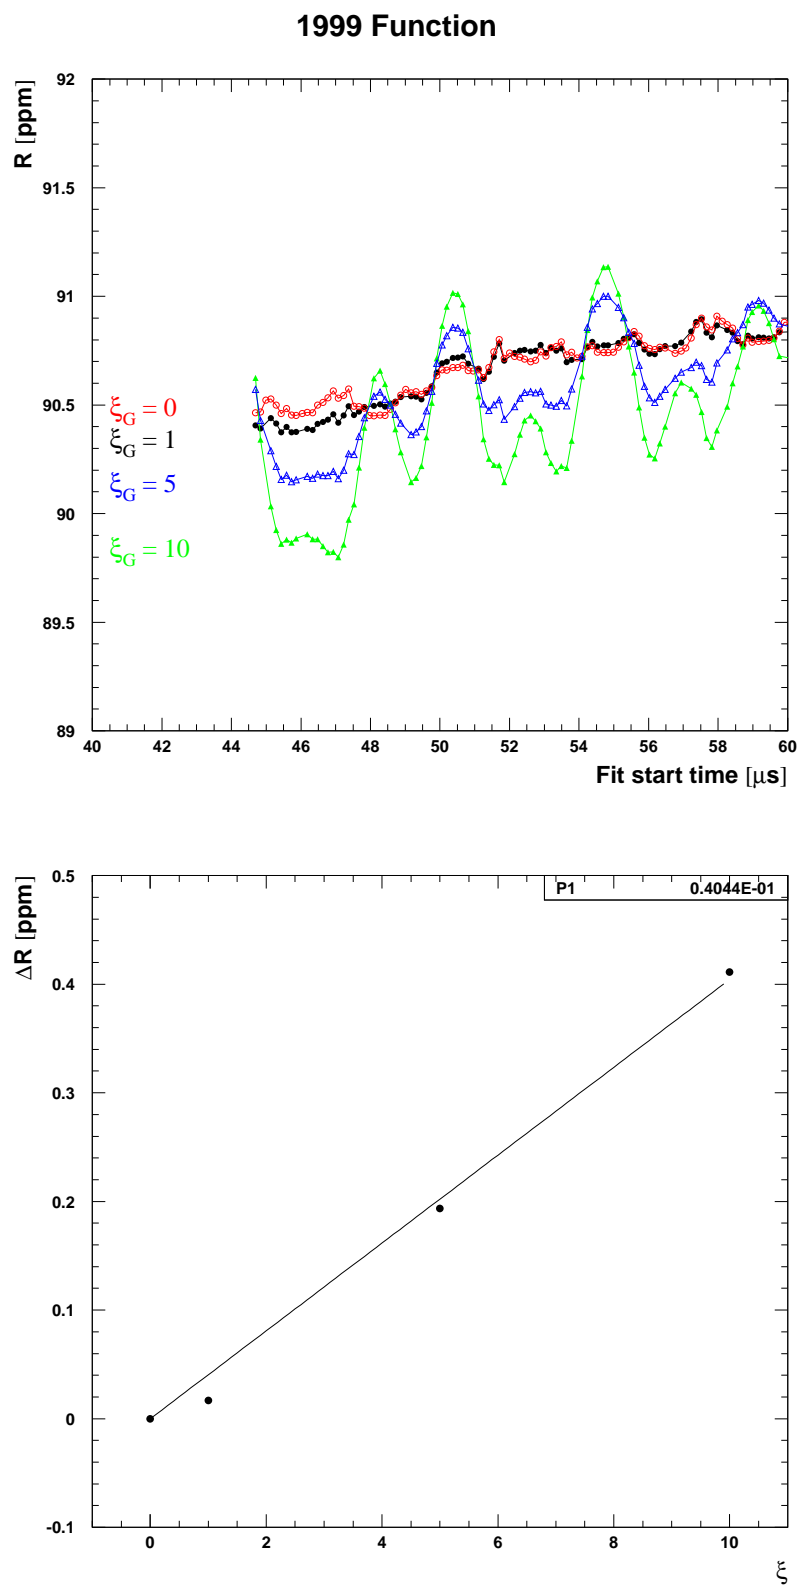 1999 Function
R [ppm]
92
91.5
91
90.5
90
89.5
89
ξG = 0
ξG = 1
ξG = 5
ξG = 10
40 42 44 46 48 50 52 54 56 58 60
Fit start time [μs]
ΔR [ppm]
P1 0.4044E-01
0.5
0.4
0.3
0.2
0.1
0
-0.1
0 2 4 6 8 10
ξ